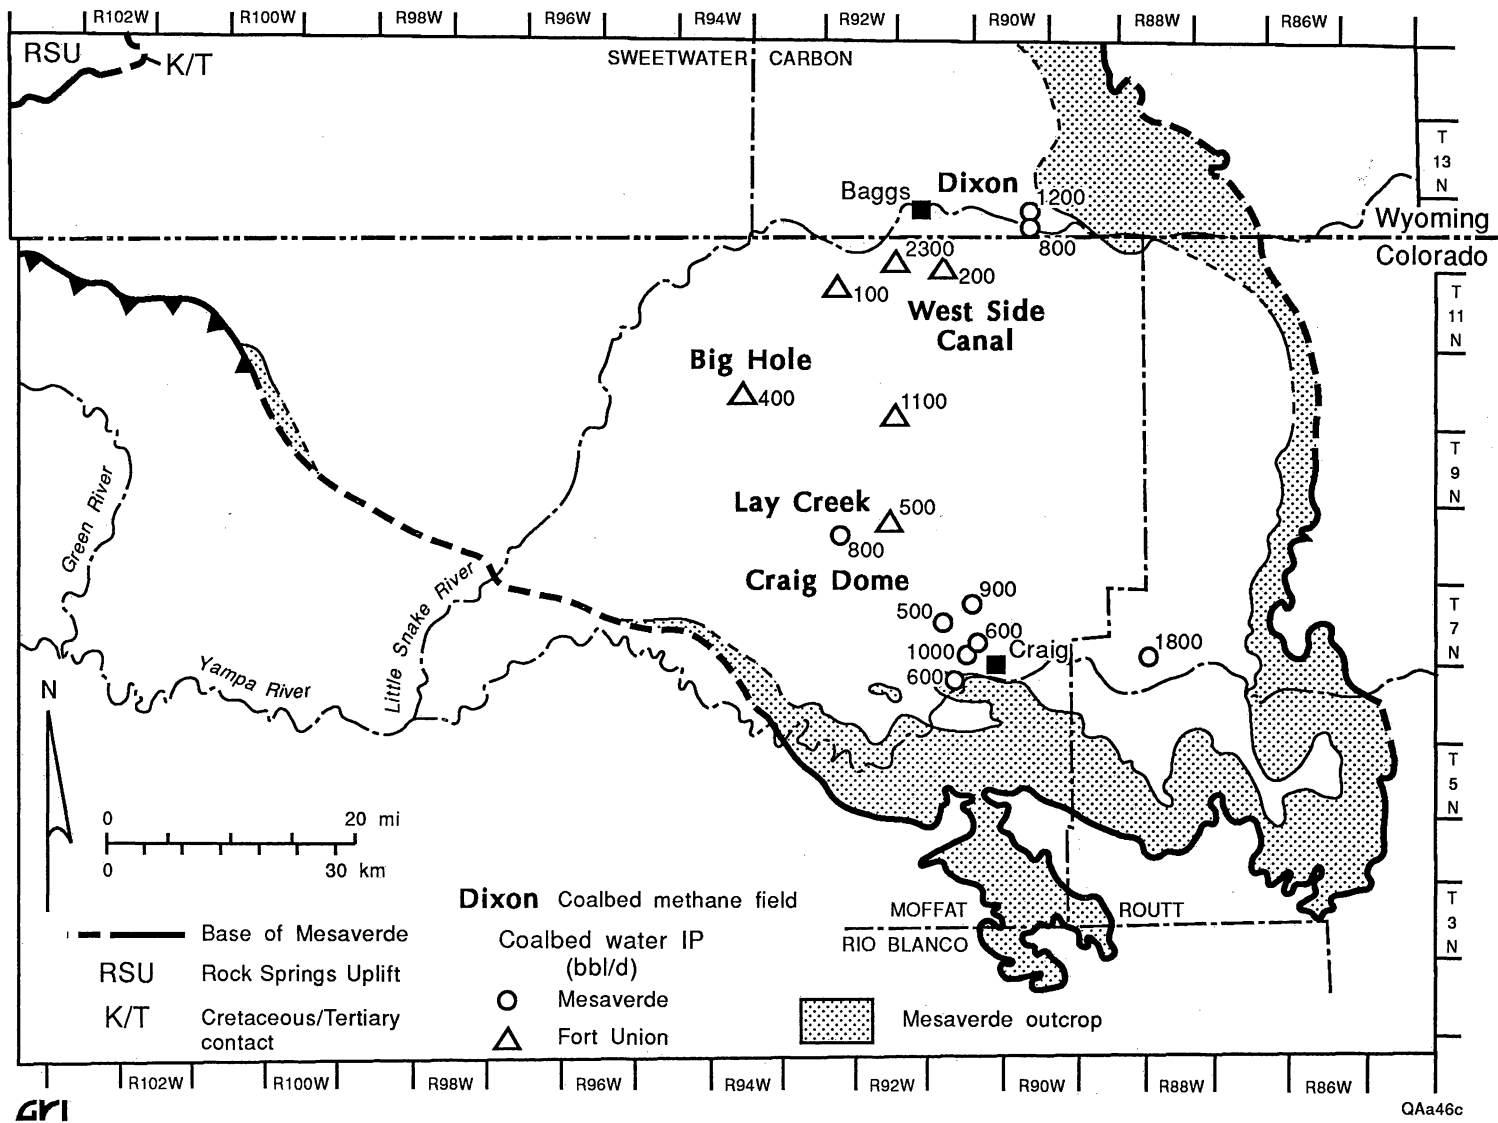 R102W R100W R98W R96W R94W R92W R90W R88W R86W
RSU
K/T
SWEETWATER CARBON
T
13
N
Baggs
Dixon
1200
800
Wyoming
Colorado
2300
200
100
West Side
Canal
T
11
N
Big Hole
400
1100
T
9
N
Green River
Lay Creek
500
800
Craig Dome
900
500
600
1000
Craig
600
1800
T
7
N
Little Snake River
Yampa River
N
T
5
N
0 20 mi
0 30 km
MOFFAT ROUTT
RIO BLANCO
T
3
N
Dixon Coalbed methane field
Base of Mesaverde
Coalbed water IP
(bbl/d)
RSU Rock Springs Uplift
Mesaverde
K/T Cretaceous/Tertiary
contact
Fort Union
Mesaverde outcrop
R102W R100W R98W R96W R94W R92W R90W R88W R86W
GRI
QAa46c